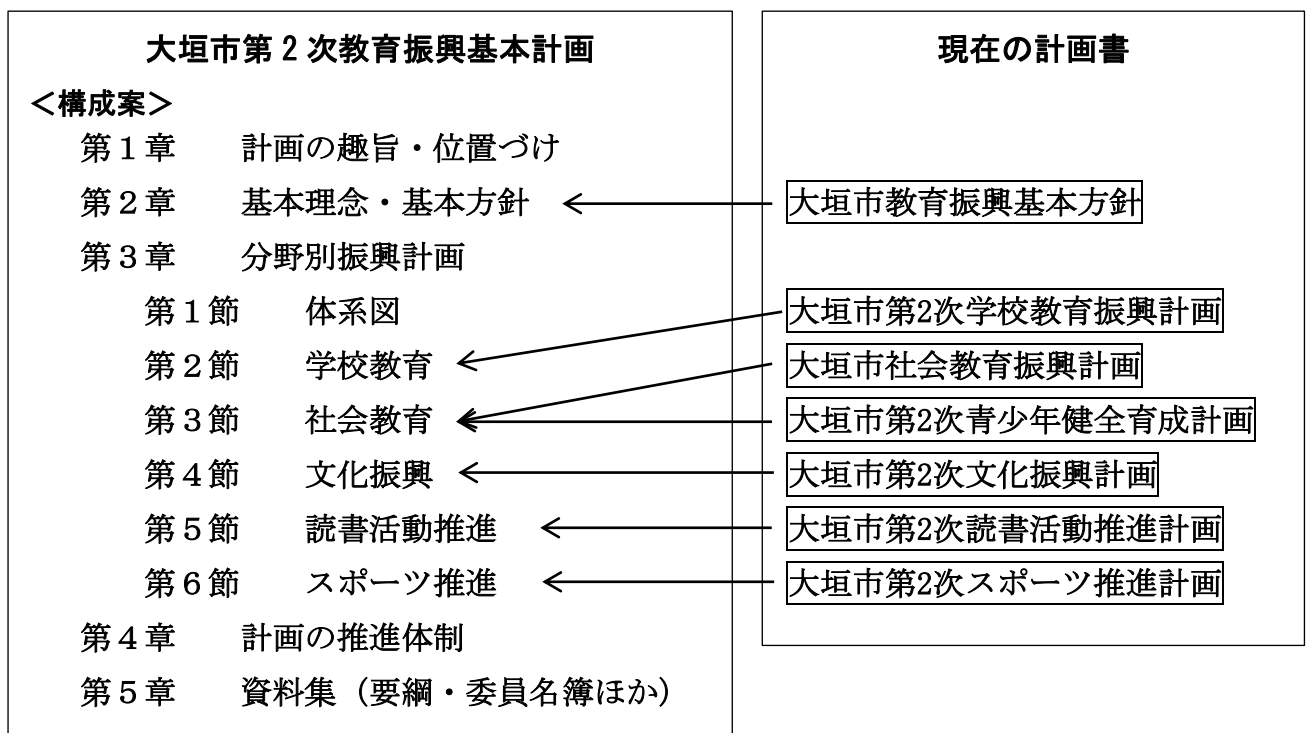 大垣市第２次教育振興基本計画
＜構成案＞
第１章　計画の趣旨・位置づけ
第２章　基本理念・基本方針
第３章　分野別振興計画
第１節　体系図
第２節　学校教育
第３節　社会教育
第４節　文化振興
第５節　読書活動推進
第６節　スポーツ推進
第４章　計画の推進体制
第５章　資料集（要綱・委員名簿ほか）
現在の計画書
大垣市教育振興基本方針
大垣市第2次学校教育振興計画
大垣市社会教育振興計画
大垣市第2次青少年健全育成計画
大垣市第2次文化振興計画
大垣市第2次読書活動推進計画
大垣市第2次スポーツ推進計画